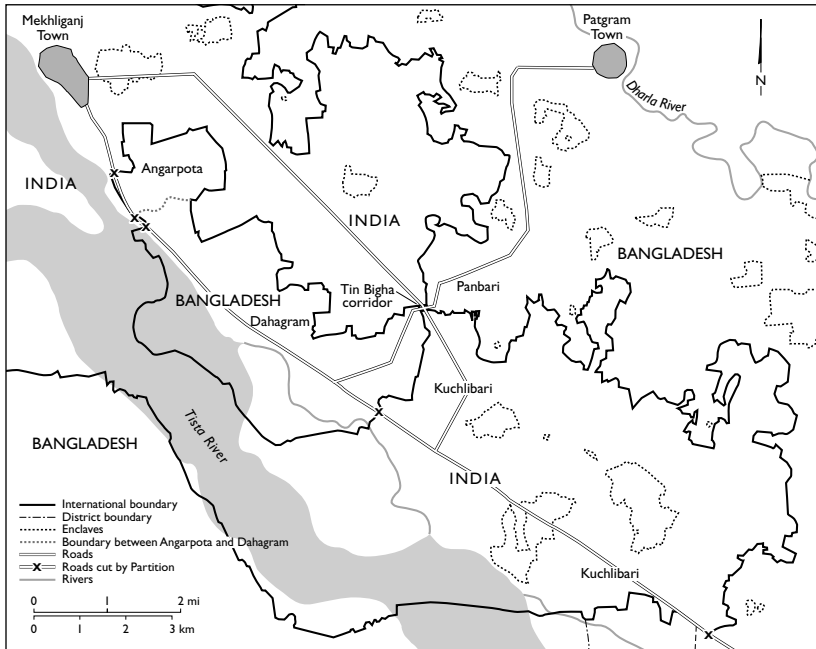 Mekhliganj
Town
Patgram
Town
N
Dharla River
Angarpota
INDIA
INDIA
BANGLADESH
BANGLADESH
Tin Bigha
corridor
Panbari
Dahagram
Kuchlibari
Tista River
BANGLADESH
INDIA
Kuchlibari
International boundary
District boundary
Enclaves
Boundary between Angarpota and Dahagram
Roads
X Roads cut by Partition
Rivers
0 1 2 mi
0 1 2 3 km
X
X
X
X
X